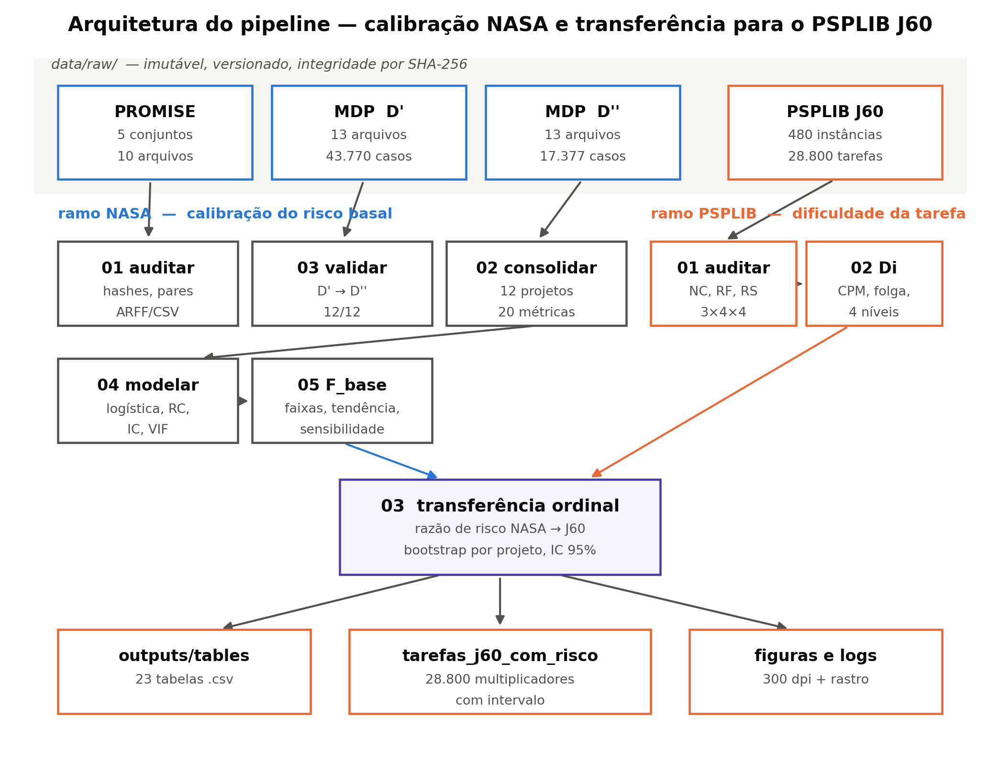 Arquitetura do pipeline — calibração NASA e transferência para o PSPLIB J60
data/raw/ — imutável, versionado, integridade por SHA-256
PROMISE
5 conjuntos
10 arquivos
MDP D'
13 arquivos
43.770 casos
MDP D''
13 arquivos
17.377 casos
PSPLIB J60
480 instâncias
28.800 tarefas
ramo NASA — calibração do risco basal
ramo PSPLIB — dificuldade da tarefa
01 auditar
hashes, pares
ARFF/CSV
03 validar
D' → D''
12/12
02 consolidar
12 projetos
20 métricas
01 auditar
NC, RF, RS
3×4×4
02 Di
CPM, folga,
4 níveis
04 modelar
logística, RC,
IC, VIF
05 F_base
faixas, tendência,
sensibilidade
03 transferência ordinal
razão de risco NASA → J60
bootstrap por projeto, IC 95%
outputs/tables
23 tabelas .csv
tarefas_j60_com_risco
28.800 multiplicadores
com intervalo
figuras e logs
300 dpi + rastro